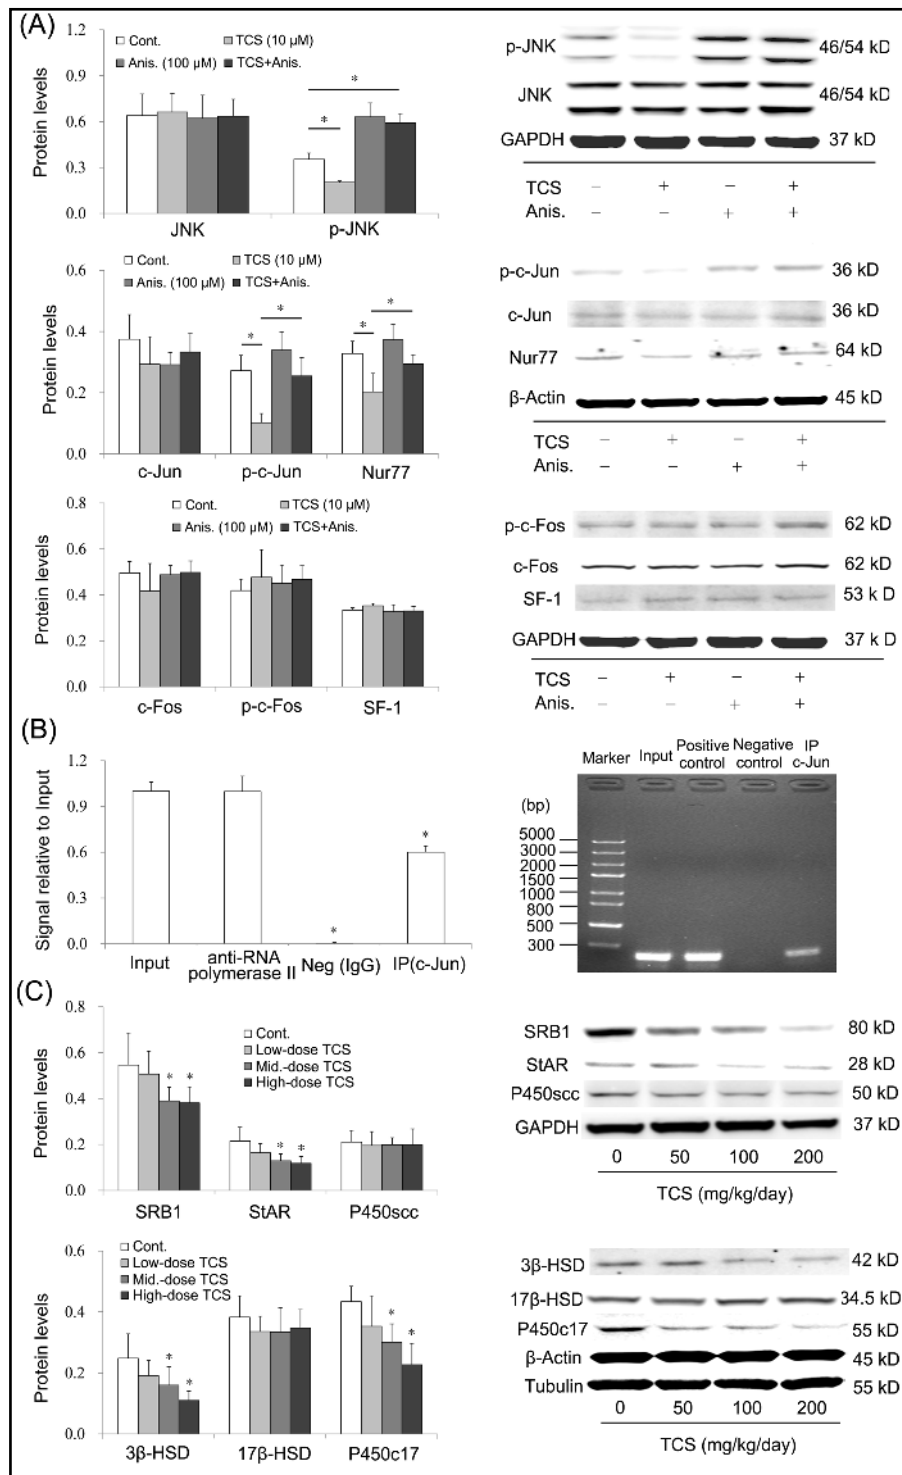 (A)
Cont. TCS (10 µM)
Anis. (100 µM) TCS+Anis.
Protein levels
1.2
0.9
0.6
0.3
0.0
* *
JNK p-JNK
p-JNK 46/54 kD
JNK 46/54 kD
GAPDH 37 kD
TCS – + – +
Anis. – – + +
Cont. TCS (10 µM)
Anis. (100 µM) TCS+Anis.
Protein levels
0.6
0.4
0.2
0.0
* * * *
c-Jun p-c-Jun Nur77
p-c-Jun 36 kD
c-Jun 36 kD
Nur77 64 kD
β-Actin 45 kD
TCS – + – +
Anis. – – + +
Cont. TCS (10 µM)
Anis. (100 µM) TCS+Anis.
Protein levels
0.8
0.6
0.4
0.2
0.0
c-Fos p-c-Fos SF-1
p-c-Fos 62 kD
c-Fos 62 kD
SF-1 53 k D
GAPDH 37 k D
TCS – + – +
Anis. – – + +
(B)
Signal relative to Input
1.2
0.9
0.6
0.3
0.0
* *
Input anti-RNA polymerase II Neg (IgG) IP(c-Jun)
Marker Input Positive control Negative control IP c-Jun
(bp)
5000
3000
2000
1500
1000
800
500
300
(C)
Cont.
Low-dose TCS
Mid.-dose TCS
High-dose TCS
Protein levels
0.8
0.6
0.4
0.2
0.0
* * * *
SRB1 StAR P450scc
SRB1 80 kD
StAR 28 kD
P450scc 50 kD
GAPDH 37 kD
0 50 100 200
TCS (mg/kg/day)
Cont.
Low-dose TCS
Mid.-dose TCS
High-dose TCS
Protein levels
0.6
0.4
0.2
0.0
* * * *
3β-HSD 17β-HSD P450c17
3β-HSD 42 kD
17β-HSD 34.5 kD
P450c17 55 kD
β-Actin 45 kD
Tubulin 55 kD
0 50 100 200
TCS (mg/kg/day)